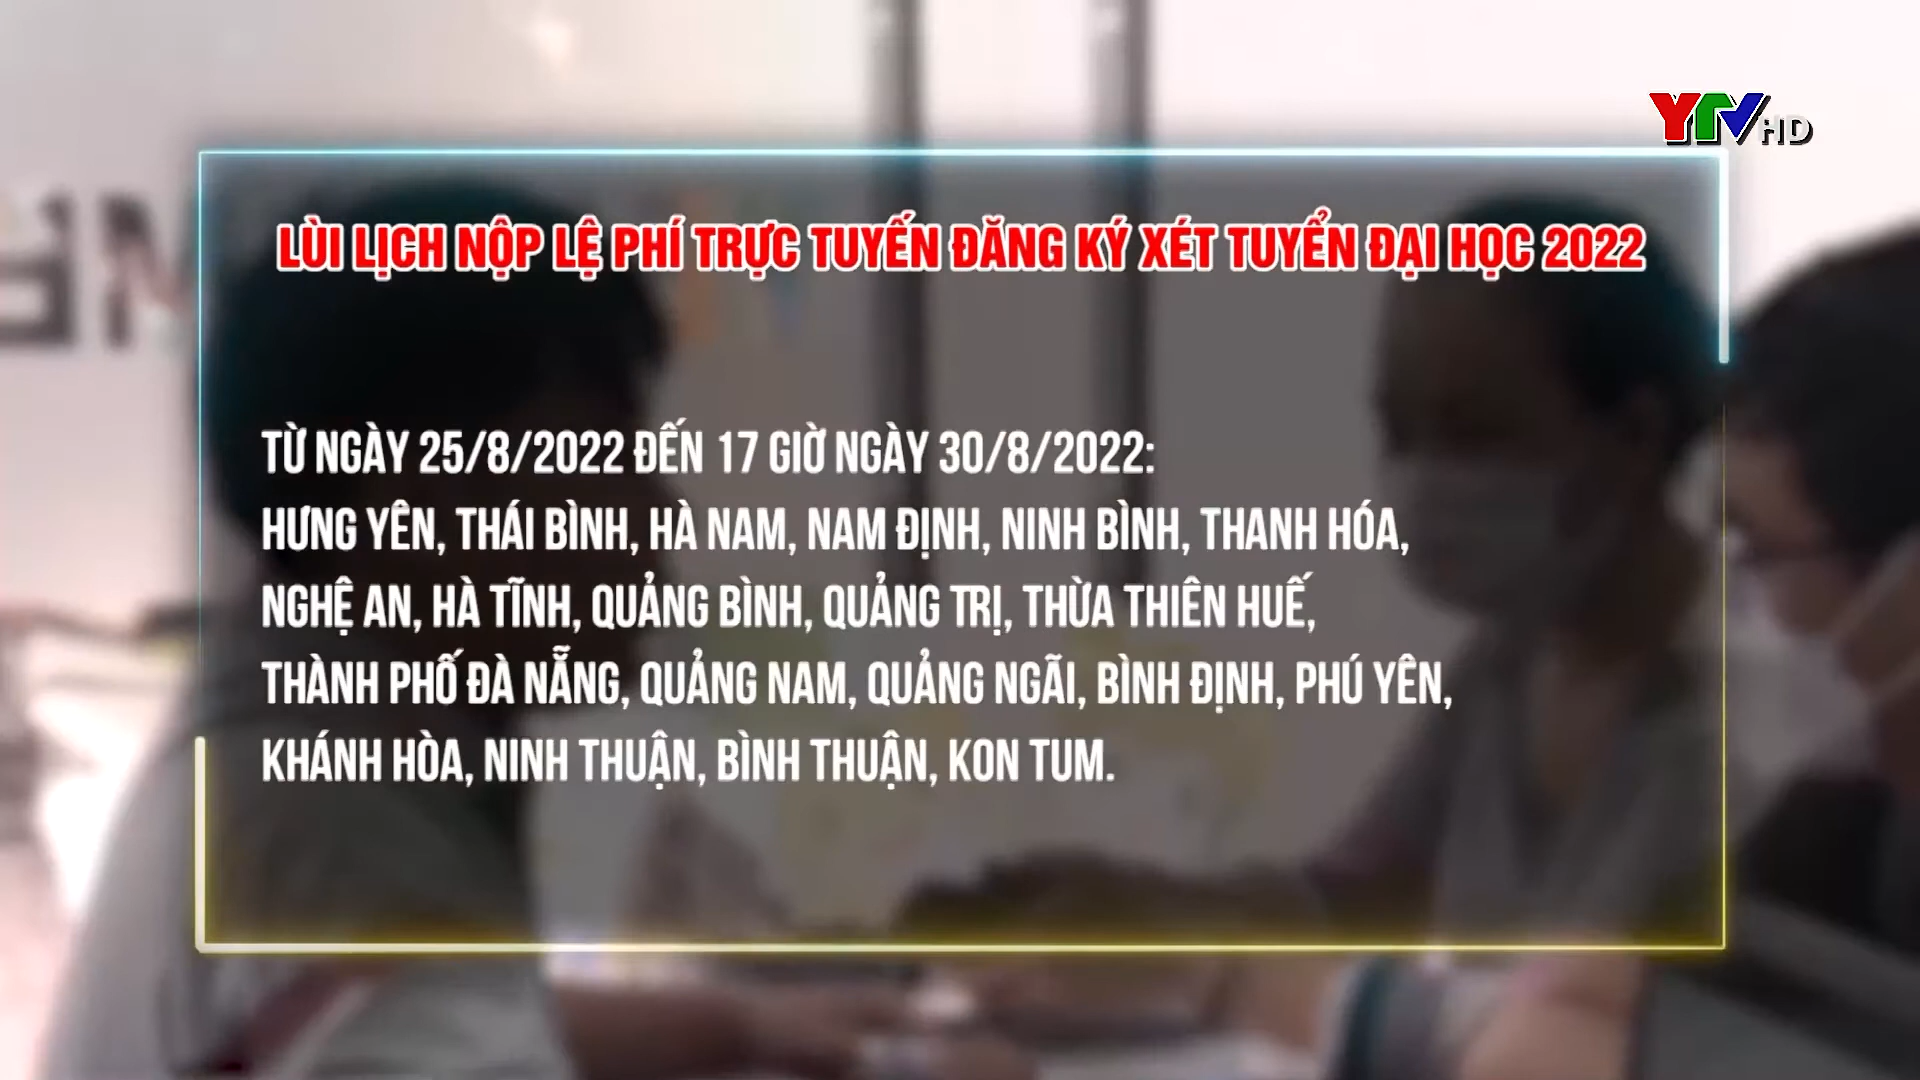 YTV HD
LÙI LỊCH NỘP LỆ PHÍ TRỰC TUYẾN ĐĂNG KÝ XÉT TUYỂN ĐẠI HỌC 2022
TỪ NGÀY 25/8/2022 ĐẾN 17 GIỜ NGÀY 30/8/2022:
HƯNG YÊN, THÁI BÌNH, HÀ NAM, NAM ĐỊNH, NINH BÌNH, THANH HÓA,
NGHỆ AN, HÀ TĨNH, QUẢNG BÌNH, QUẢNG TRỊ, THỪA THIÊN HUẾ,
THÀNH PHỐ ĐÀ NẴNG, QUẢNG NAM, QUẢNG NGÃI, BÌNH ĐỊNH, PHÚ YÊN,
KHÁNH HÒA, NINH THUẬN, BÌNH THUẬN, KON TUM.